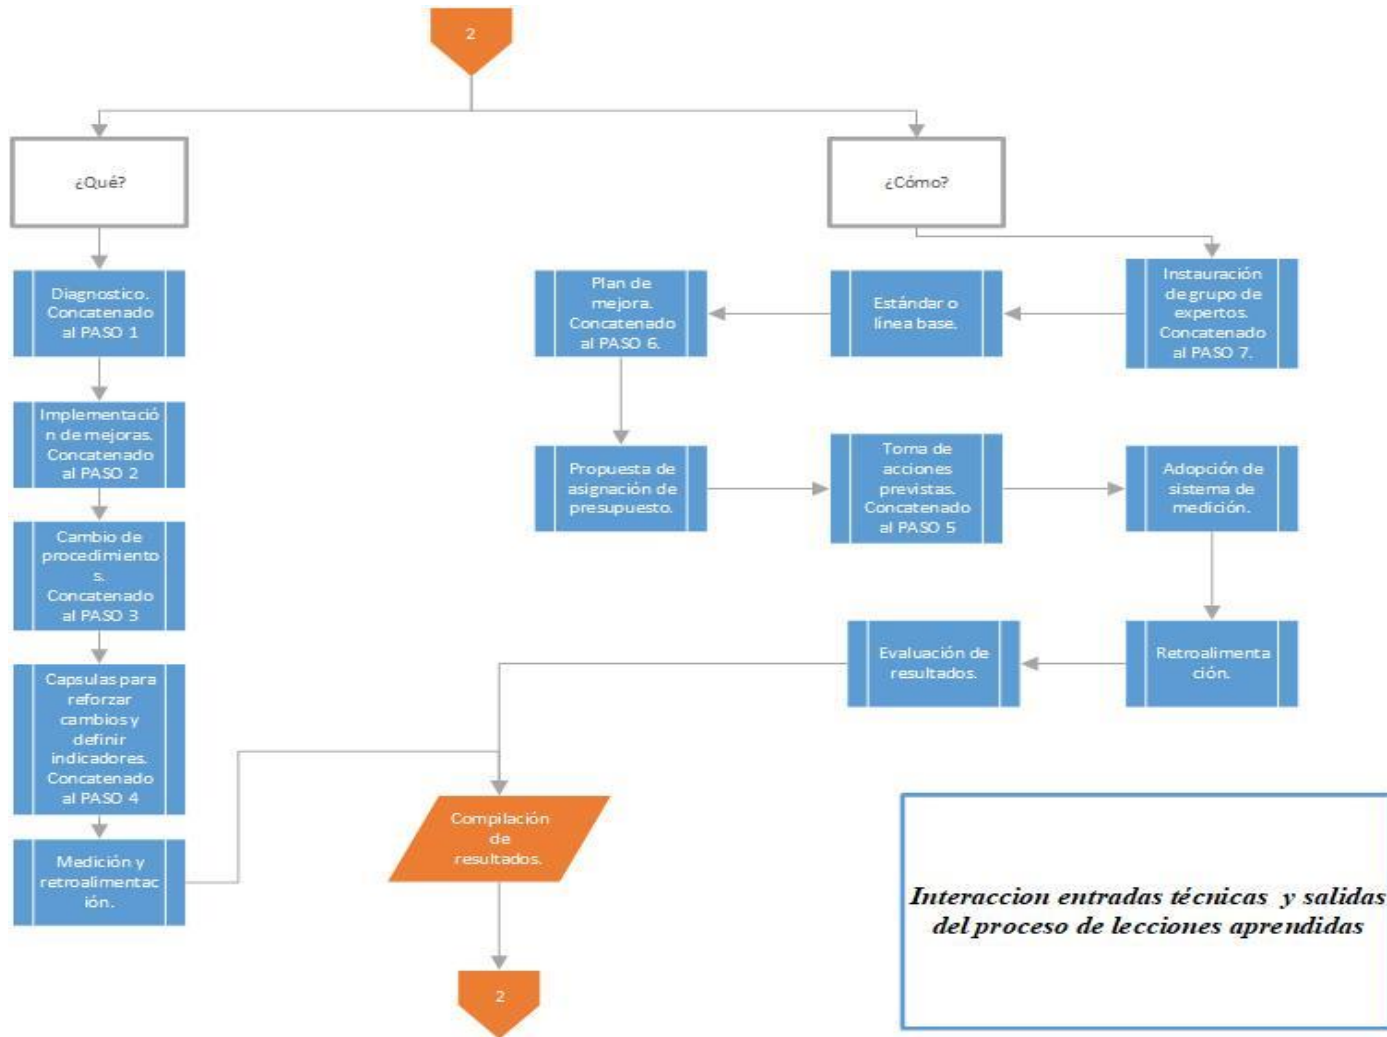 2
¿Qué?
¿Cómo?
Diagnostico.
Concatenado
al PASO 1
Implementació
n de mejoras.
Concatenado
al PASO 2
Cambio de
procedimiento
s.
Concatenado
al PASO 3
Capsulas para
reforzar
cambios y
definir
indicadores.
Concatenado
al PASO 4
Medición y
retroalimentac
ión.
Instauración
de grupo de
expertos.
Concatenado
al PASO 7.
Estándar o
línea base.
Plan de
mejora.
Concatenado
al PASO 6.
Propuesta de
asignación de
presupuesto.
Toma de
acciones
previstas.
Concatenado
al PASO 5
Adopción de
sistema de
medición.
Retroalimenta
ción.
Evaluación de
resultados.
Compilación
de
resultados.
2
Interaccion entradas técnicas y salidas
del proceso de lecciones aprendidas